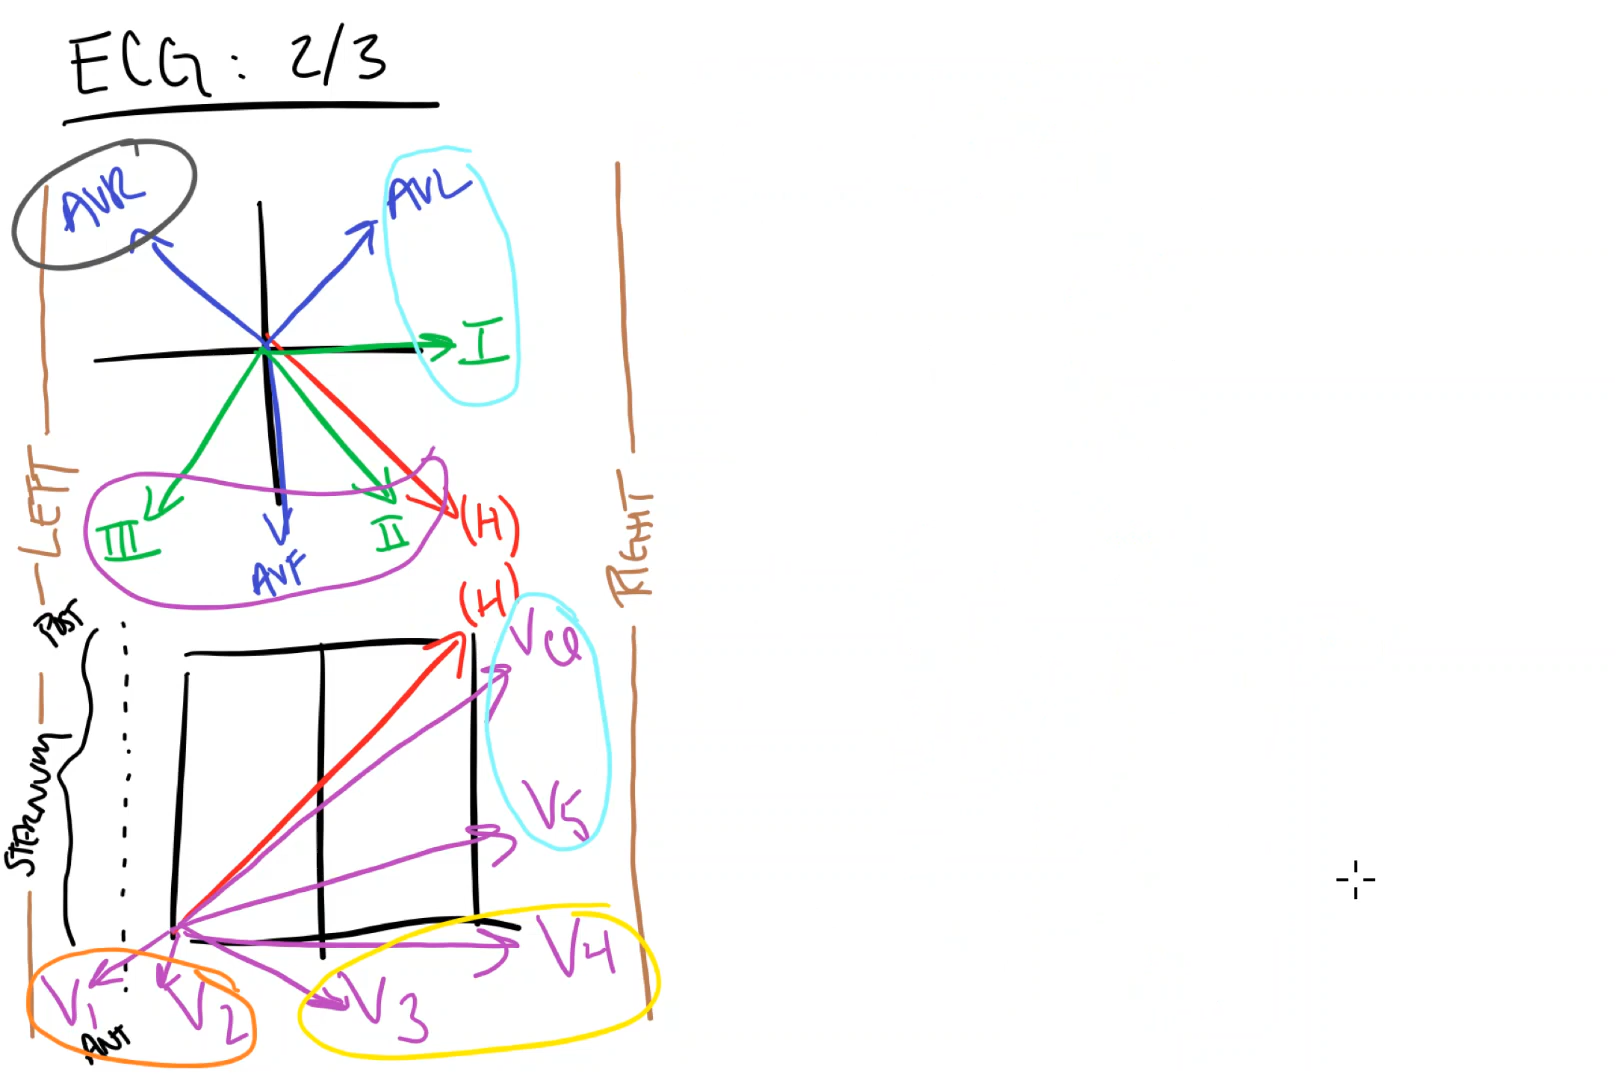 ECG: 2/3
AVR
AVL
I
LEFT
III
AVF
II
(H)
RIGHT
(H)
POST
V6
STERNUM
V5
V4
V1
V2
V3
ANT